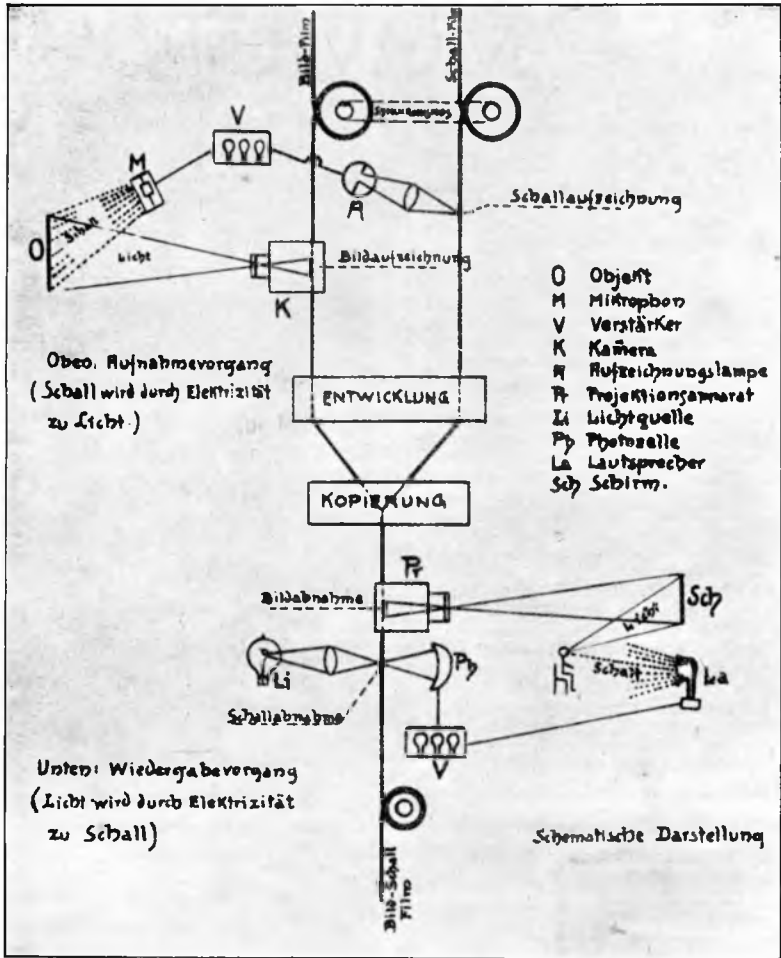 Bild-Film
Schall-Film
V
M
Schall
A
Schallaufzeichnung
O
Licht
Bildaufzeichnung
K
O Objekt
M Mikrophon
V Verstärker
K Kamera
A Aufzeichnungslampe
Pr Projektionsapparat
Li Lichtquelle
Ph Photozelle
La Lautsprecher
Sch Schirm.
Oben. Aufnahmevorgang
(Schall wird durch Elektrizität
zu Licht.)
ENTWICKLUNG
KOPIERUNG
Pr
Bildabnahme
Sch
Licht
Li
Ph
Schall
La
Schallabnahme
V
Unten: Wiedergabevorgang
(Licht wird durch Elektrizität
zu Schall)
Schematische Darstellung
Bild-Schall
Film